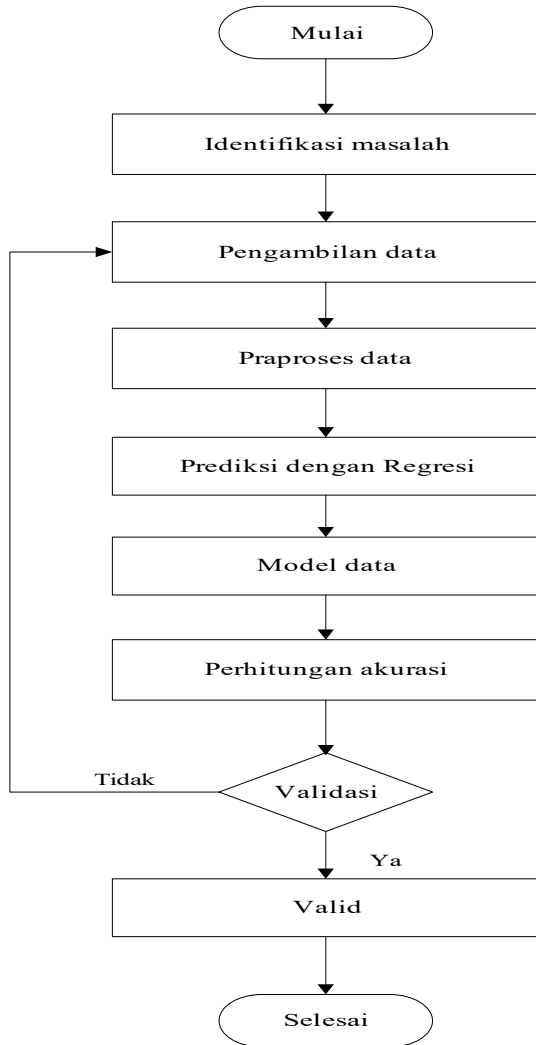 Mulai
Identifikasi masalah
Pengambilan data
Praproses data
Prediksi dengan Regresi
Model data
Perhitungan akurasi
Tidak
Validasi
Ya
Valid
Selesai